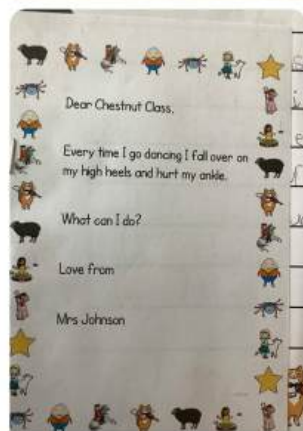 Dear Chestnut Class,
Every time I go dancing I fall over on
my high heels and hurt my ankle.
What can I do?
Love from
Mrs Johnson